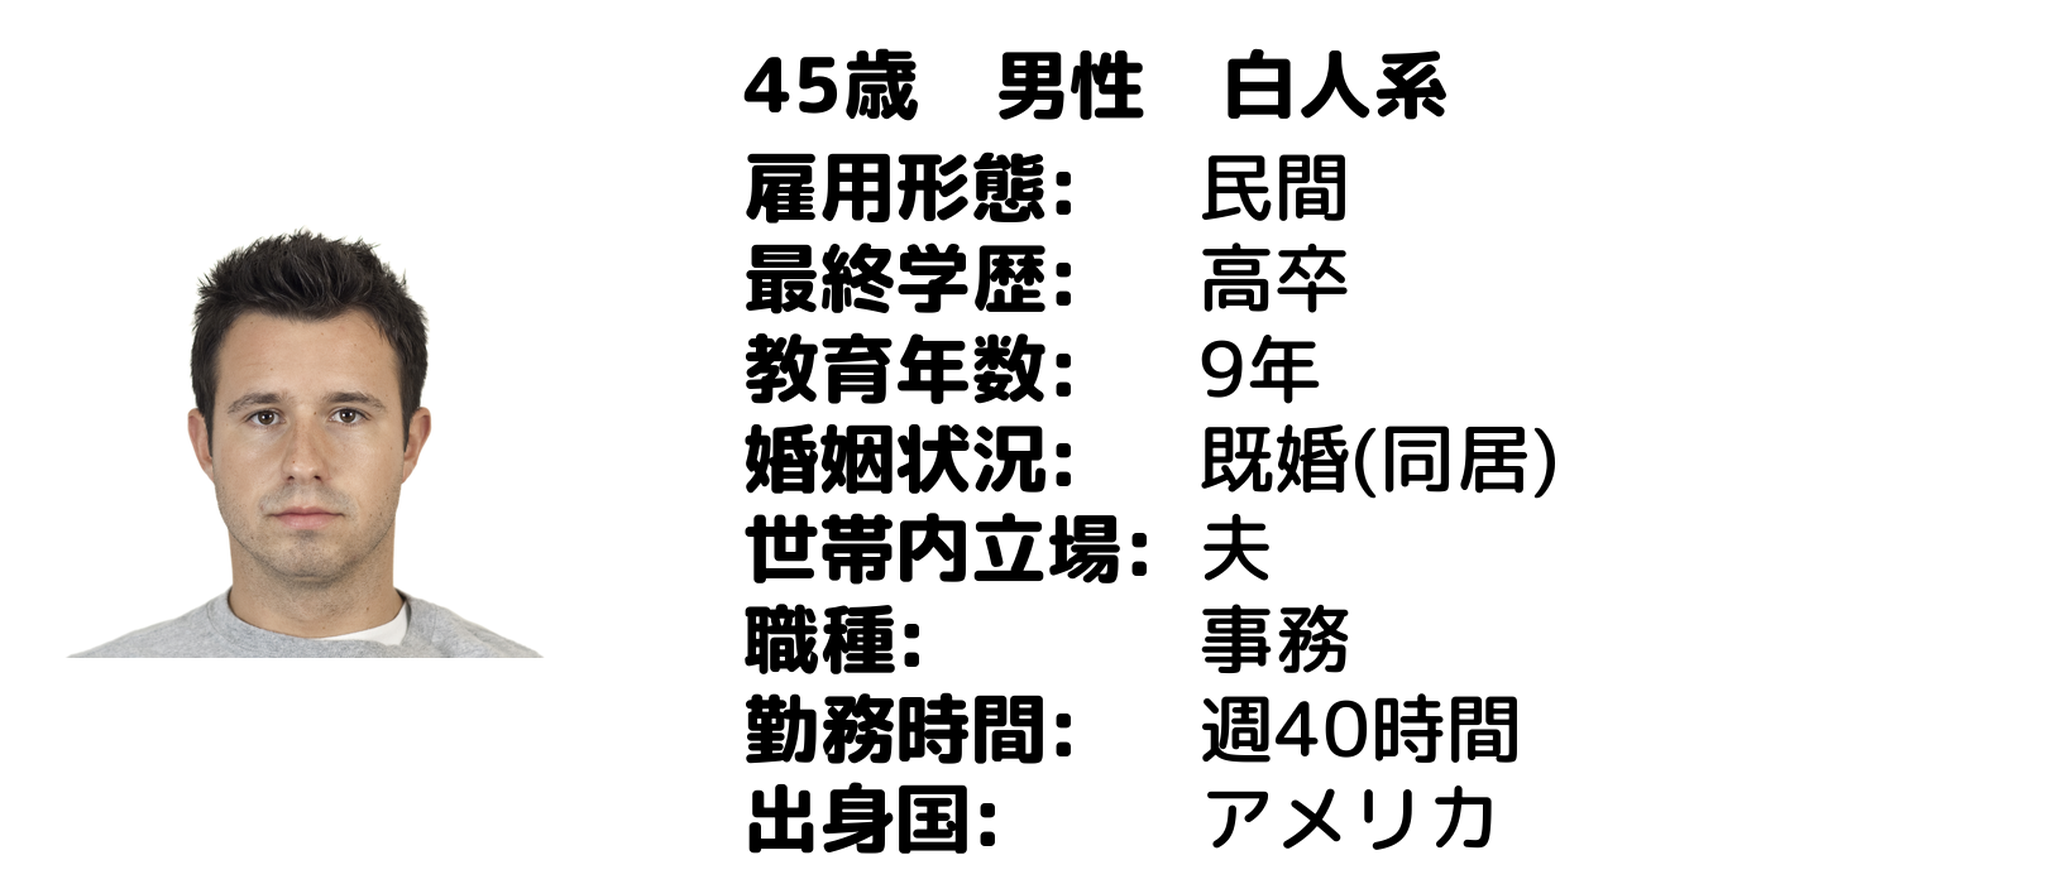 45歳　男性　白人系
雇用形態: 民間
最終学歴: 高卒
教育年数: 9年
婚姻状況: 既婚(同居)
世帯内立場: 夫
職種: 事務
勤務時間: 週40時間
出身国: アメリカ